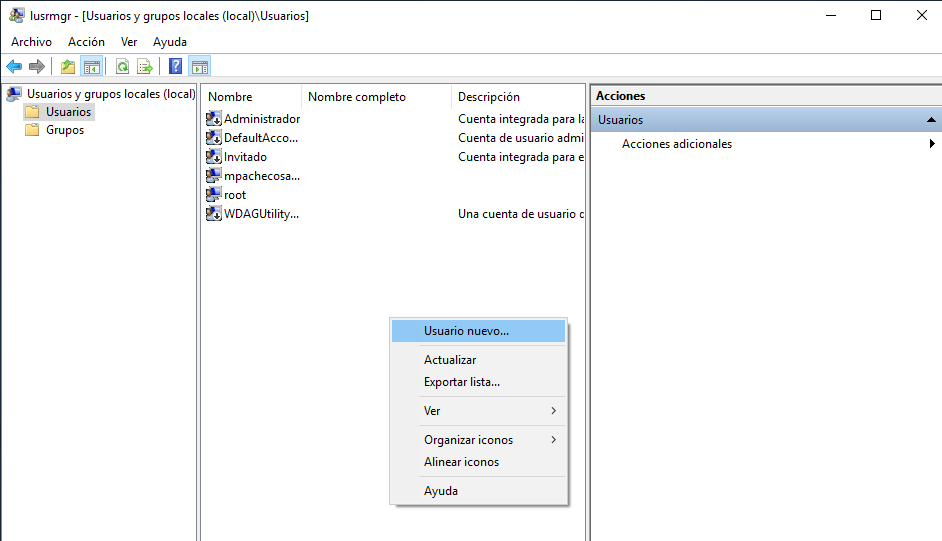 lusrmgr - [Usuarios y grupos locales (local)\Usuarios]
Archivo Acción Ver Ayuda
Usuarios y grupos locales (local)
Usuarios
Grupos
Nombre Nombre completo Descripción
Administrador Cuenta integrada para la
DefaultAcco... Cuenta de usuario admi
Invitado Cuenta integrada para e
mpachecosa...
root
WDAGUtility... Una cuenta de usuario d
Usuario nuevo...
Actualizar
Exportar lista...
Ver
Organizar iconos
Alinear iconos
Ayuda
Acciones
Usuarios
Acciones adicionales